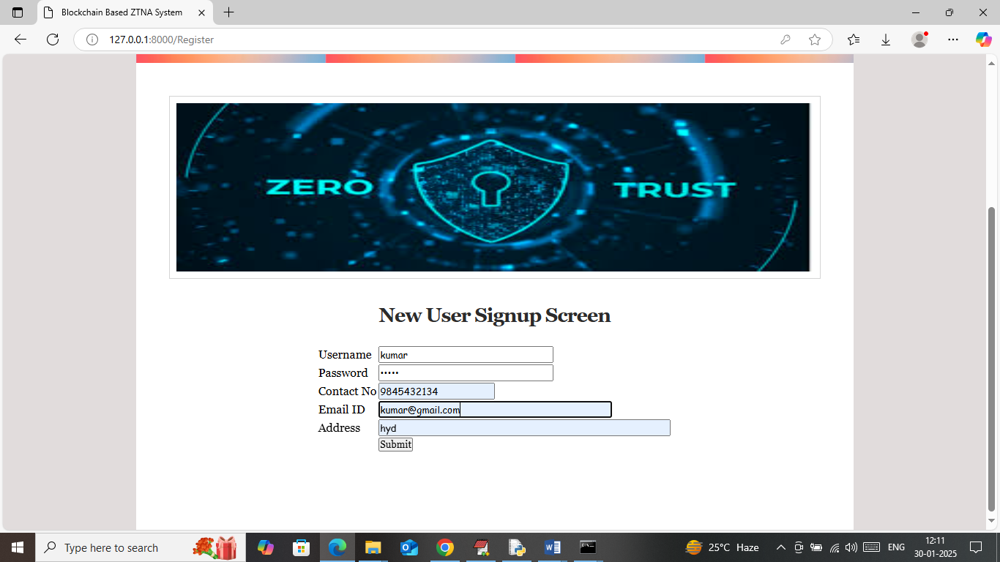 Blockchain Based ZTNA System
127.0.0.1:8000/Register
ZERO TRUST
New User Signup Screen
Username kumar
Password •••••
Contact No 9845432134
Email ID kumar@gmail.com
Address hyd
Submit
Type here to search
25°C Haze
ENG
12:11
30-01-2025